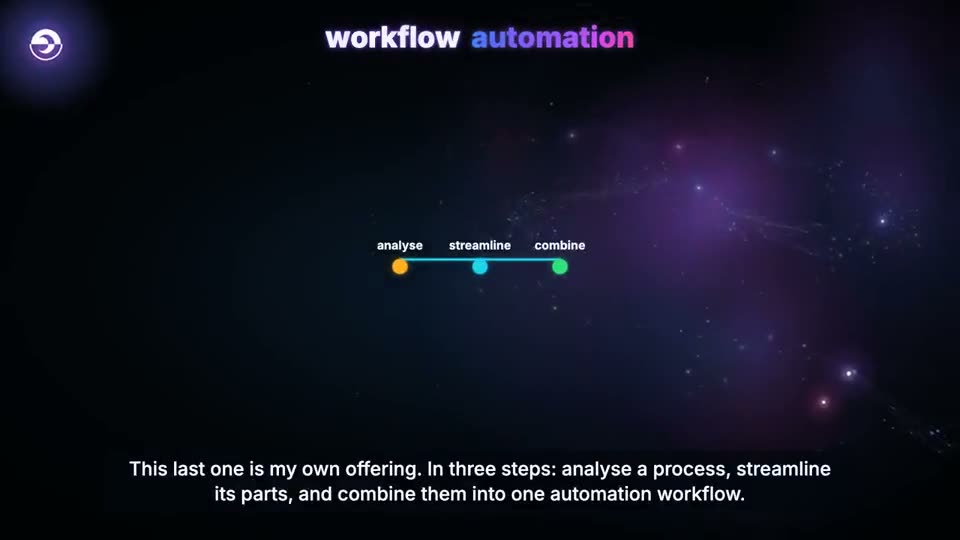 workflow automation
analyse streamline combine
This last one is my own offering. In three steps: analyse a process, streamline
its parts, and combine them into one automation workflow.